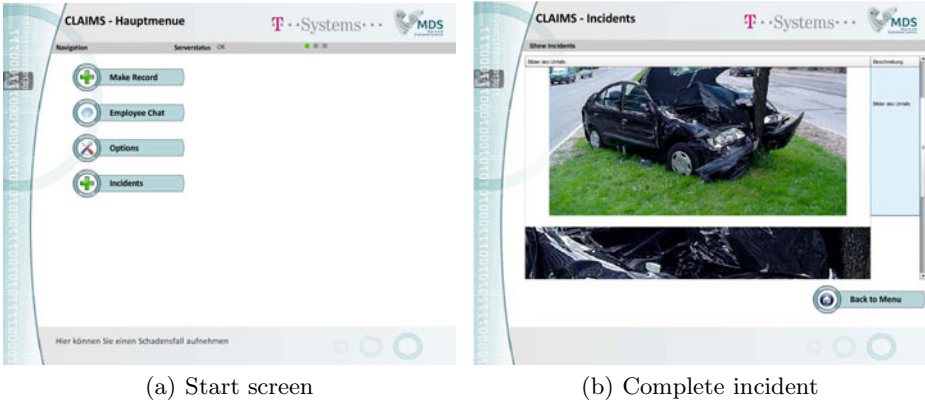 CLAIMS - Hauptmenue
T··Systems···
MDS
Navigation
Serverstatus OK
Make Record
Employee Chat
Options
Incidents
Hier können Sie einen Schadensfall aufnehmen
(a) Start screen
CLAIMS - Incidents
T··Systems···
MDS
Show Incidents
Bilder des Unfalls
Beschreibung
Bilder des Unfalls
Back to Menu
(b) Complete incident